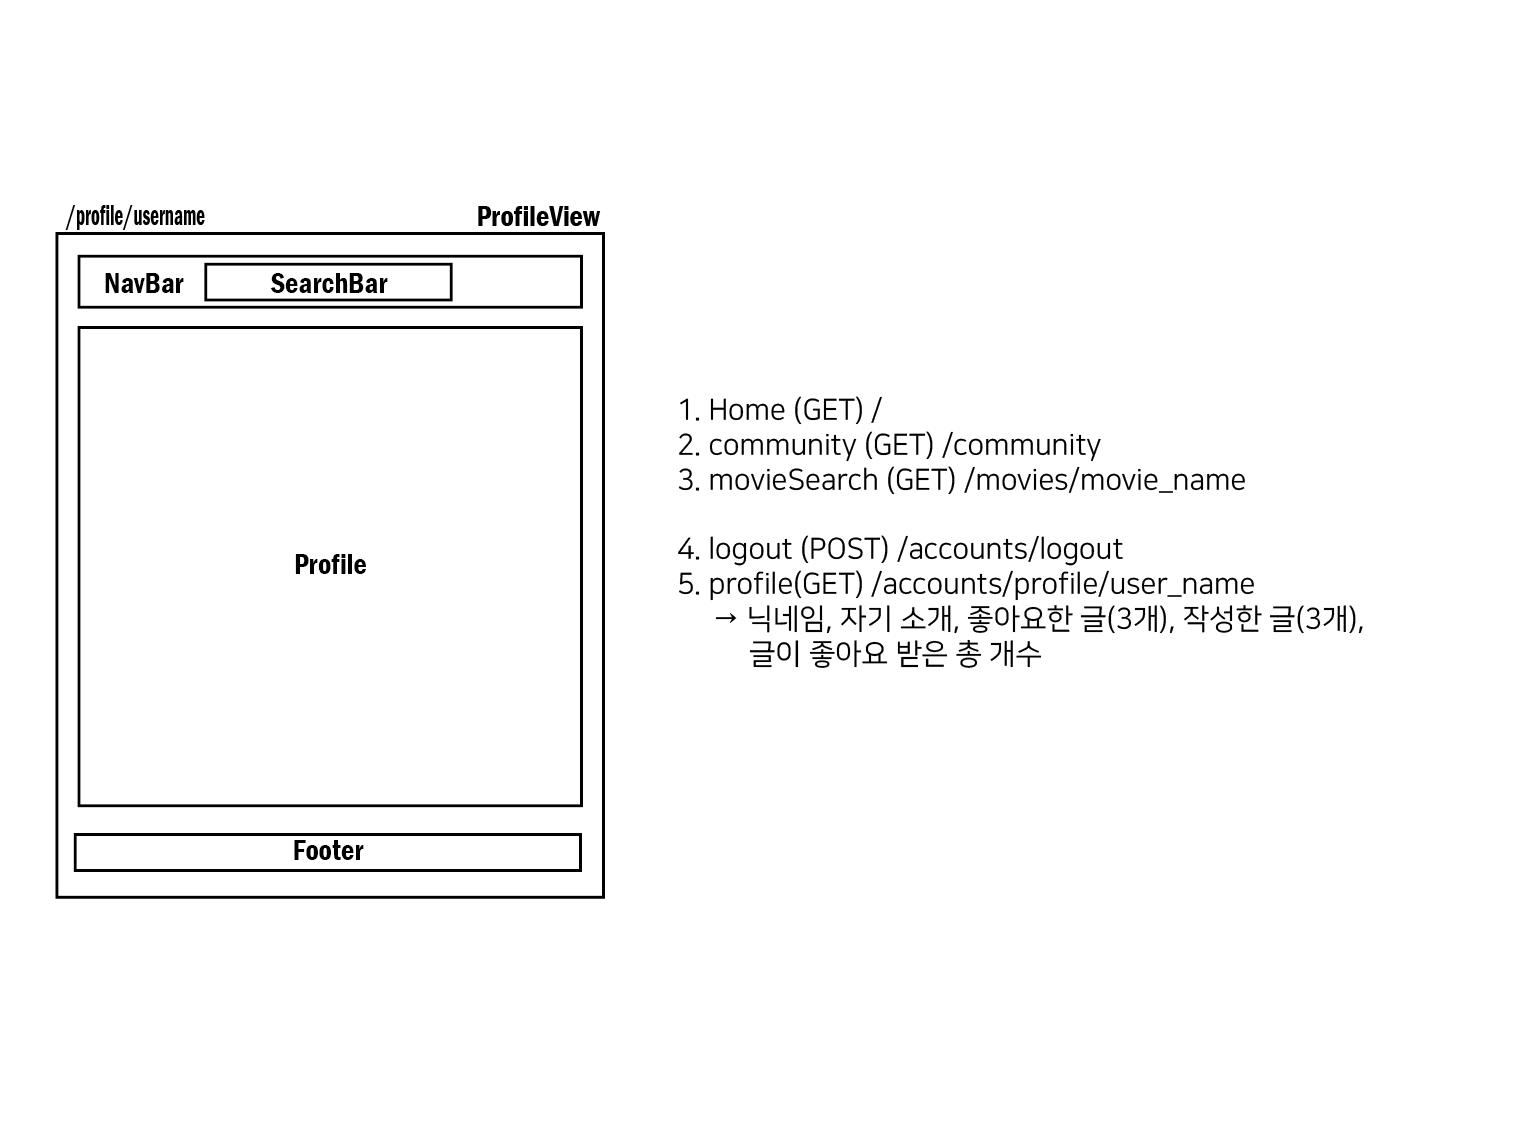 /profile/username
ProfileView
NavBar
SearchBar
Profile
Footer
1. Home (GET) /
2. community (GET) /community
3. movieSearch (GET) /movies/movie_name
4. logout (POST) /accounts/logout
5. profile(GET) /accounts/profile/user_name
→ 닉네임, 자기 소개, 좋아요한 글(3개), 작성한 글(3개),
글이 좋아요 받은 총 개수